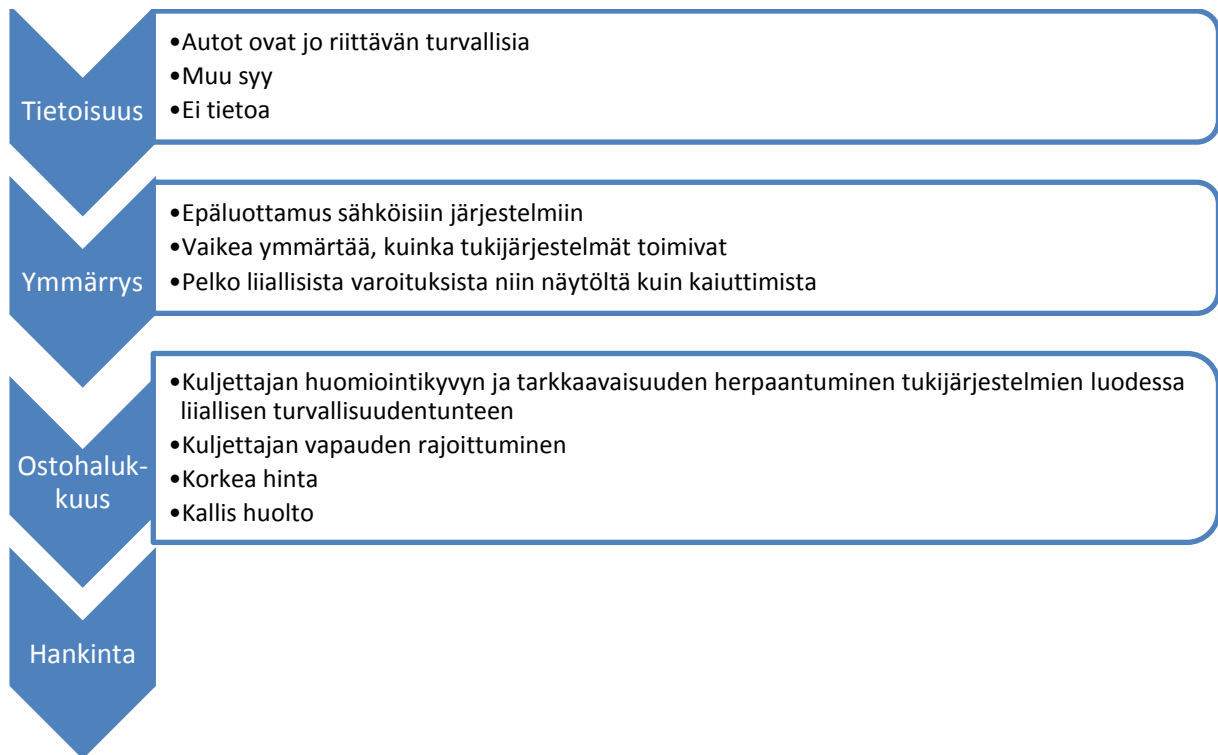 Tietoisuus
•Autot ovat jo riittävän turvallisia
•Muu syy
•Ei tietoa
Ymmärrys
•Epäluottamus sähköisiin järjestelmiin
•Vaikea ymmärtää, kuinka tukijärjestelmät toimivat
•Pelko liiallisista varoituksista niin näytöltä kuin kaiuttimista
Ostohaluk-
kuus
•Kuljettajan huomiointikyvyn ja tarkkaavaisuuden herpaantuminen tukijärjestelmien luodessa
liiallisen turvallisuudentunteen
•Kuljettajan vapauden rajoittuminen
•Korkea hinta
•Kallis huolto
Hankinta